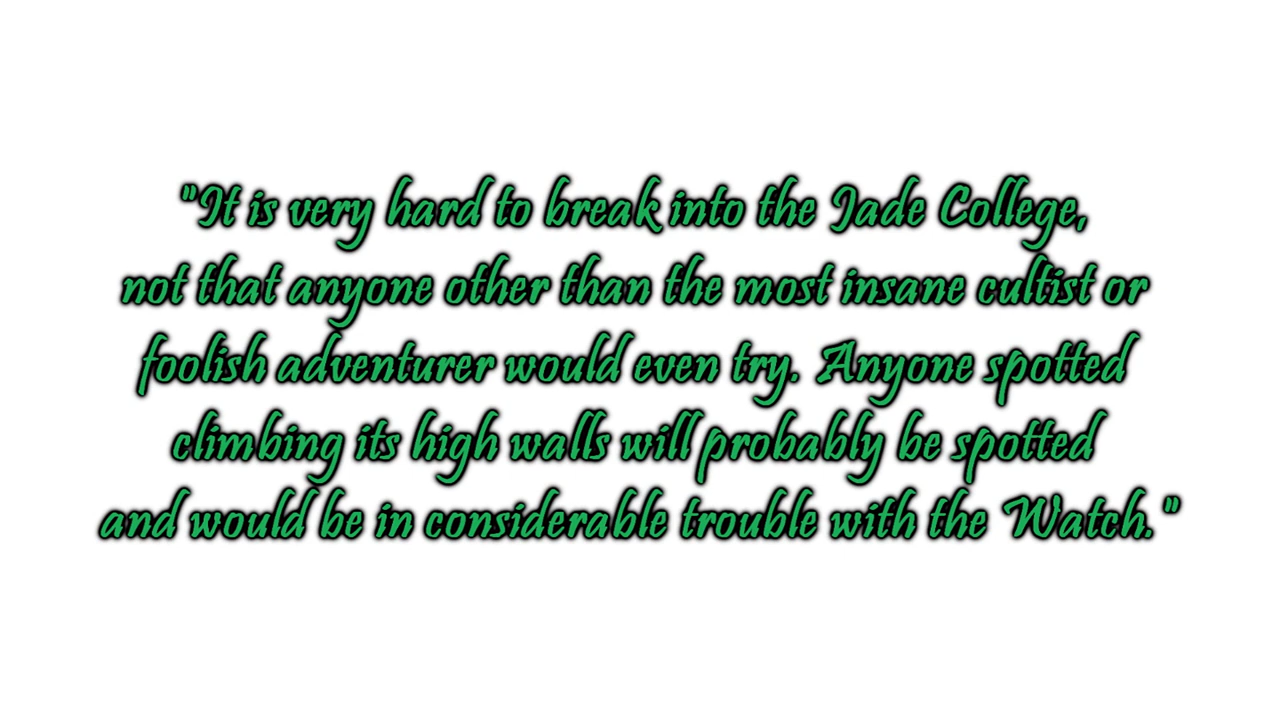 "It is very hard to break into the Jade College,
not that anyone other than the most insane cultist or
foolish adventurer would even try. Anyone spotted
climbing its high walls will probably be spotted
and would be in considerable trouble with the Watch."